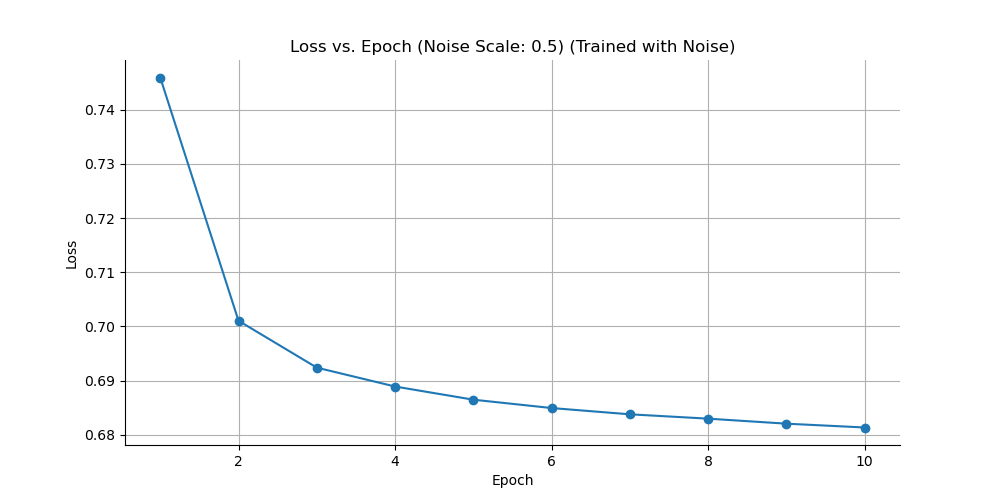 Loss vs. Epoch (Noise Scale: 0.5) (Trained with Noise)
Loss
0.74
0.73
0.72
0.71
0.70
0.69
0.68
2 4 6 8 10
Epoch